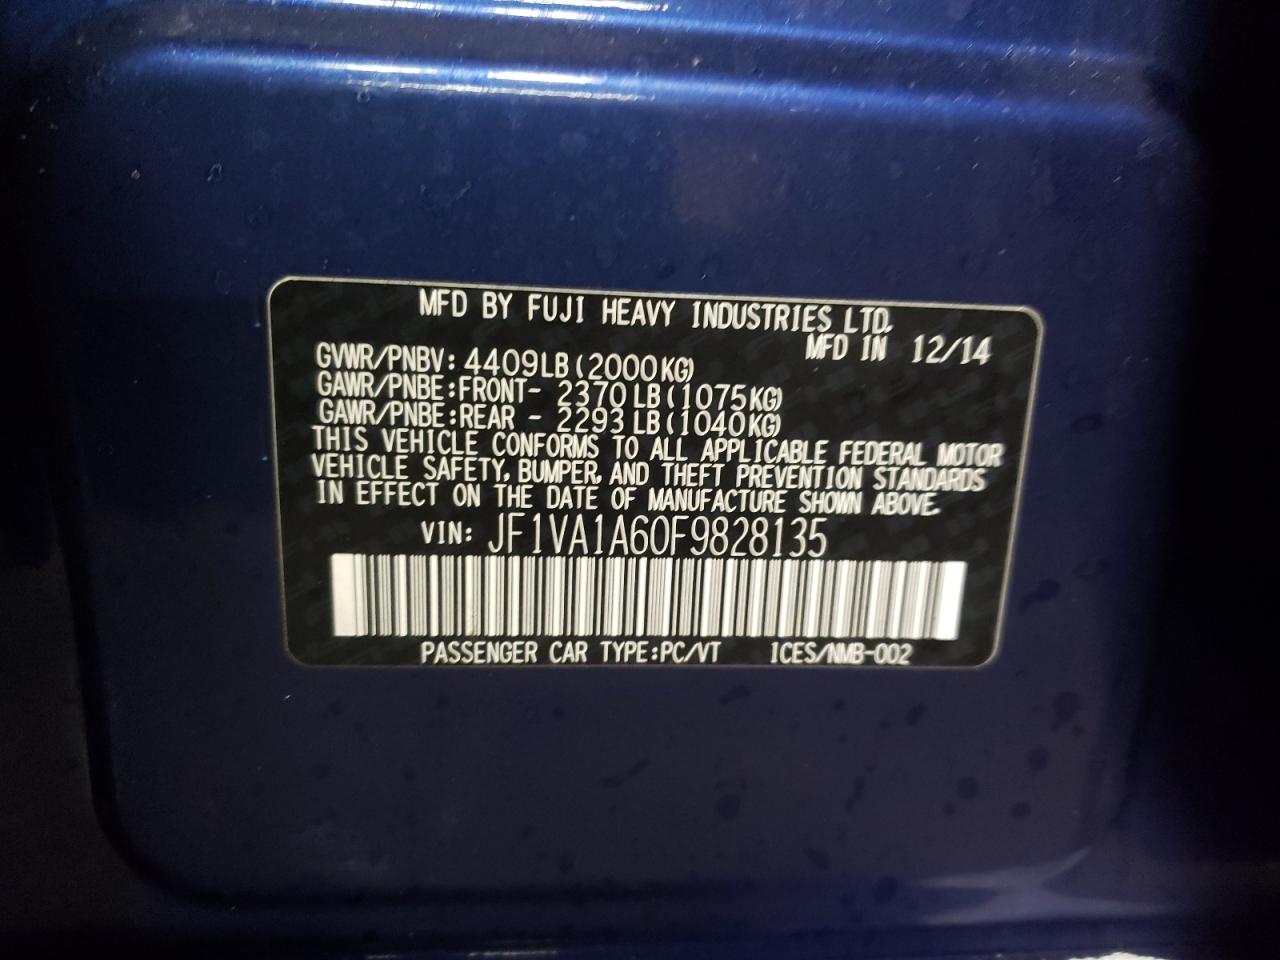 MFD BY FUJI HEAVY INDUSTRIES LTD.
MFD IN 12/14
GVWR/PNBV: 4409LB(2000KG)
GAWR/PNBE:FRONT- 2370LB(1075KG)
GAWR/PNBE:REAR - 2293LB(1040KG)
THIS VEHICLE CONFORMS TO ALL APPLICABLE FEDERAL MOTOR
VEHICLE SAFETY, BUMPER, AND THEFT PREVENTION STANDARDS
IN EFFECT ON THE DATE OF MANUFACTURE SHOWN ABOVE.
VIN: JF1VA1A60F9828135
PASSENGER CAR TYPE:PC/VT ICES/NMB-002